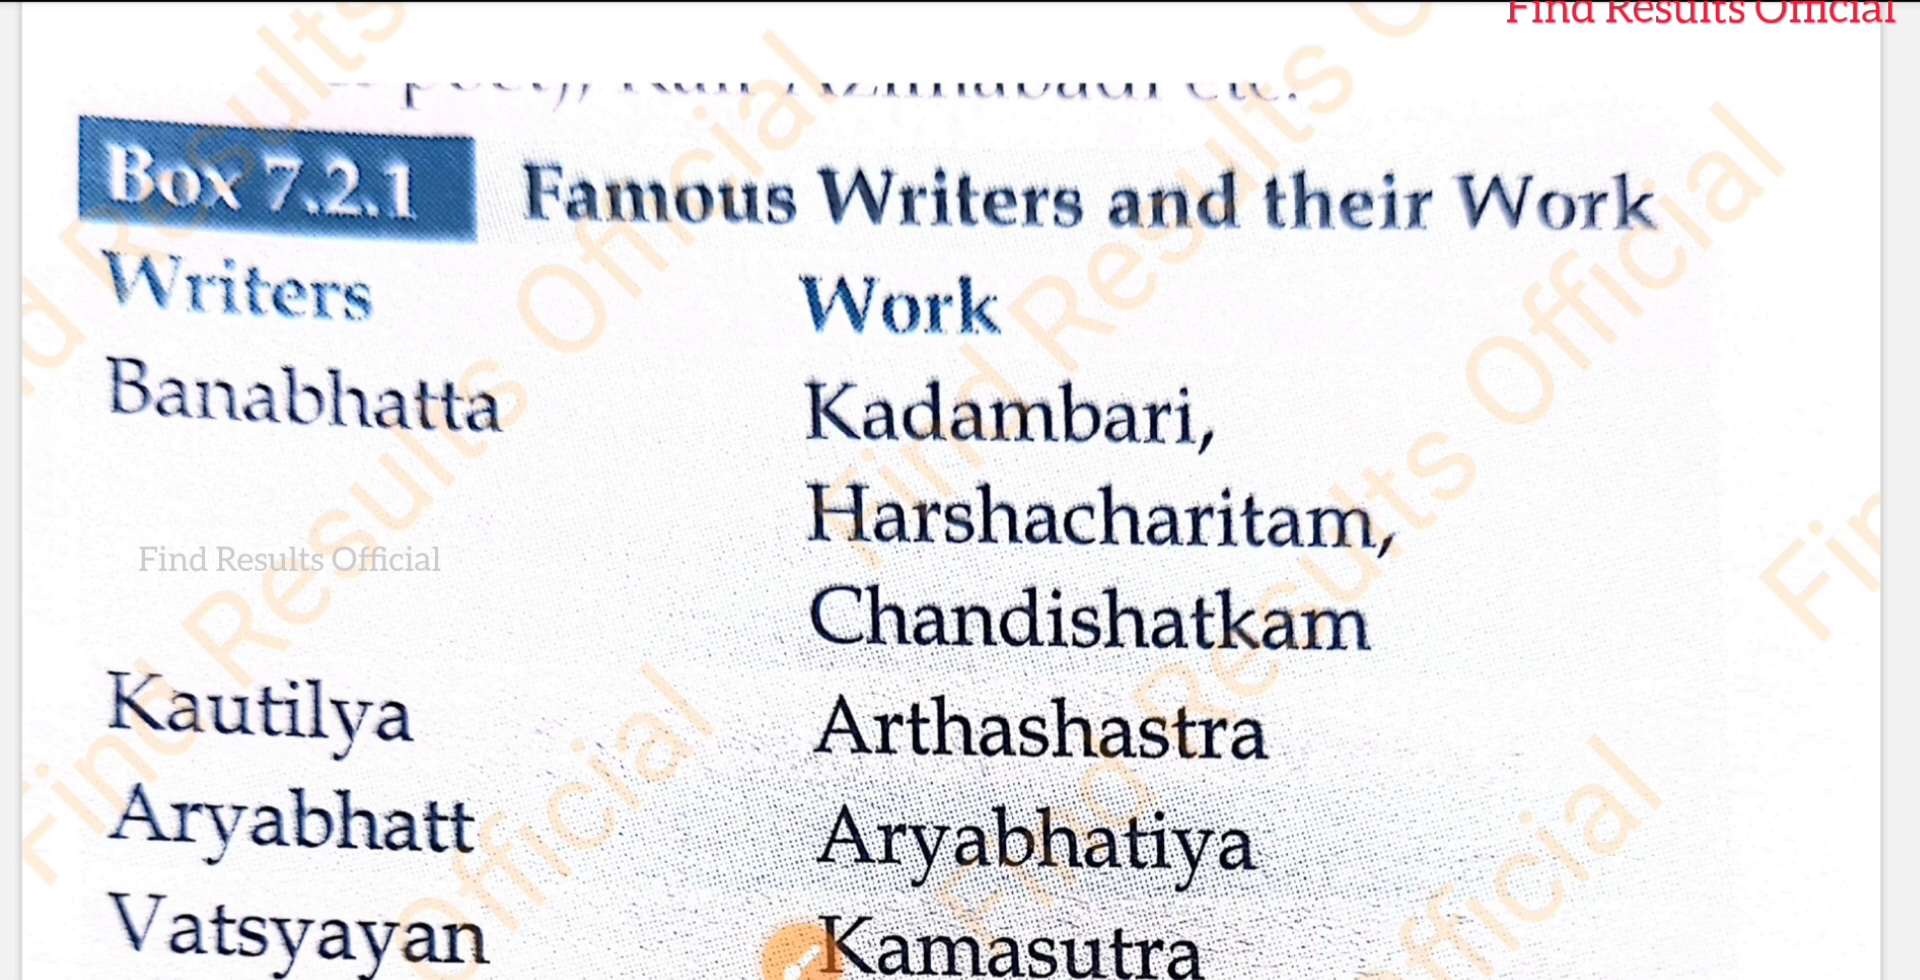 Find Results Official
Box 7.2.1 Famous Writers and their Work
Writers Work
Banabhatta Kadambari,
Harshacharitam,
Find Results Official
Chandishatkam
Kautilya Arthashastra
Aryabhatt Aryabhatiya
Vatsyayan Kamasutra